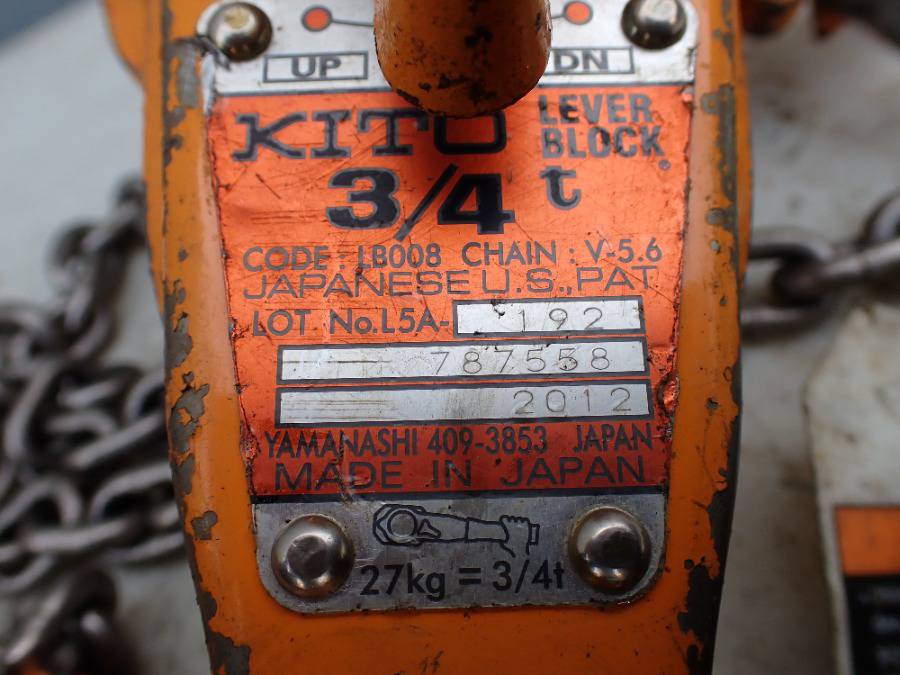 UP DN
KITO LEVER BLOCK®
3/4 t
CODE : LB008 CHAIN : V-5.6
JAPANESE U.S., PAT
LOT No.L5A- 192
787558
2012
YAMANASHI 409-3853 JAPAN
MADE IN JAPAN
27kg = 3/4t